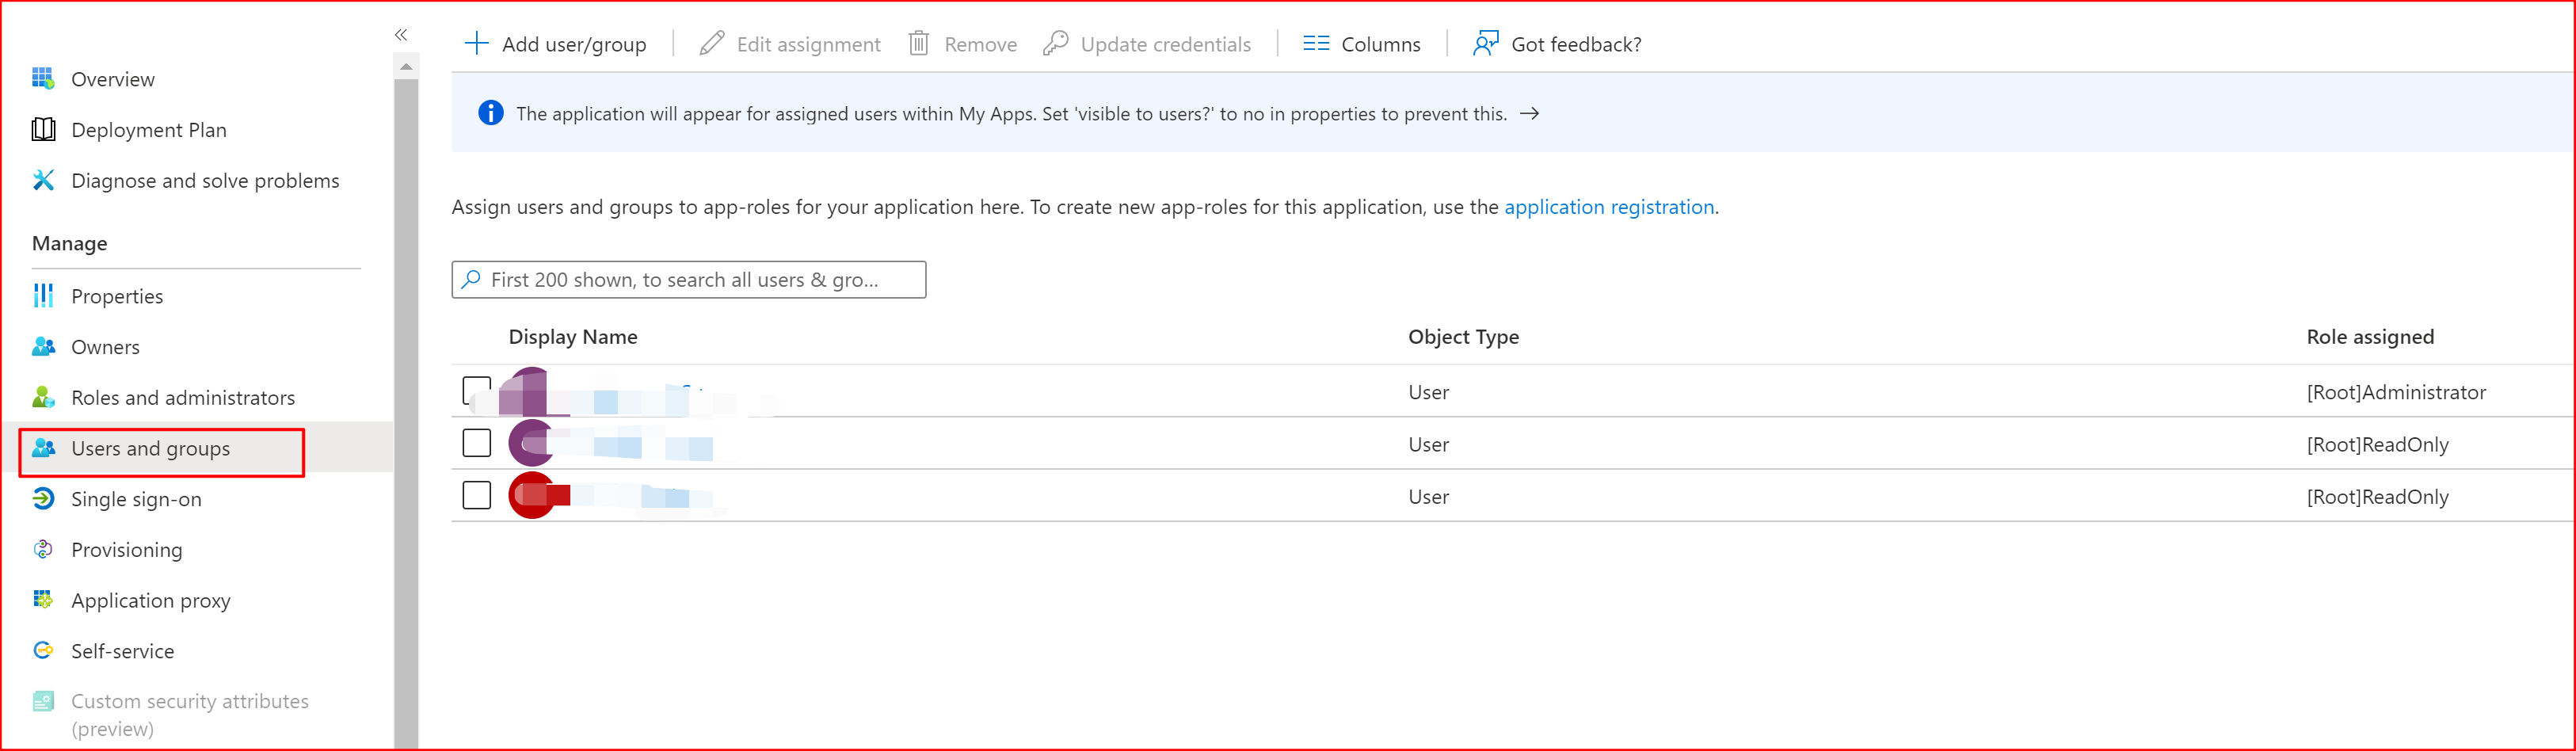 «
Overview
Deployment Plan
Diagnose and solve problems
Manage
Properties
Owners
Roles and administrators
Users and groups
Single sign-on
Provisioning
Application proxy
Self-service
Custom security attributes
(preview)
Add user/group
Edit assignment
Remove
Update credentials
Columns
Got feedback?
The application will appear for assigned users within My Apps. Set 'visible to users?' to no in properties to prevent this. →
Assign users and groups to app-roles for your application here. To create new app-roles for this application, use the application registration.
First 200 shown, to search all users & gro...
Display Name Object Type Role assigned
User [Root]Administrator
User [Root]ReadOnly
User [Root]ReadOnly